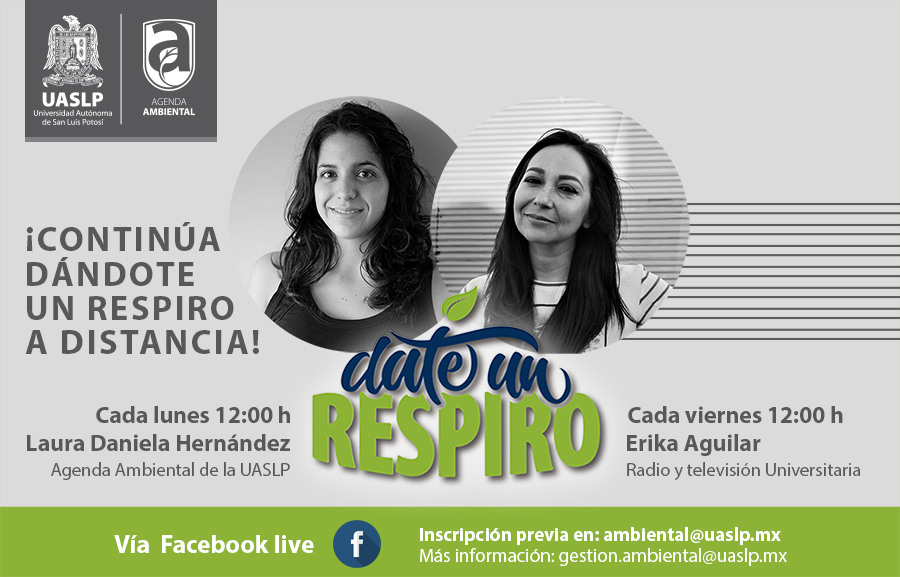 UASLP
Universidad Autónoma
de San Luis Potosí
a
AGENDA
AMBIENTAL
¡CONTINÚA
DÁNDOTE
UN RESPIRO
A DISTANCIA!
date un
RESPIRO
Cada lunes 12:00 h
Laura Daniela Hernández
Agenda Ambiental de la UASLP
Cada viernes 12:00 h
Erika Aguilar
Radio y televisión Universitaria
Vía Facebook live
f
Inscripción previa en: ambiental@uaslp.mx
Más información: gestion.ambiental@uaslp.mx